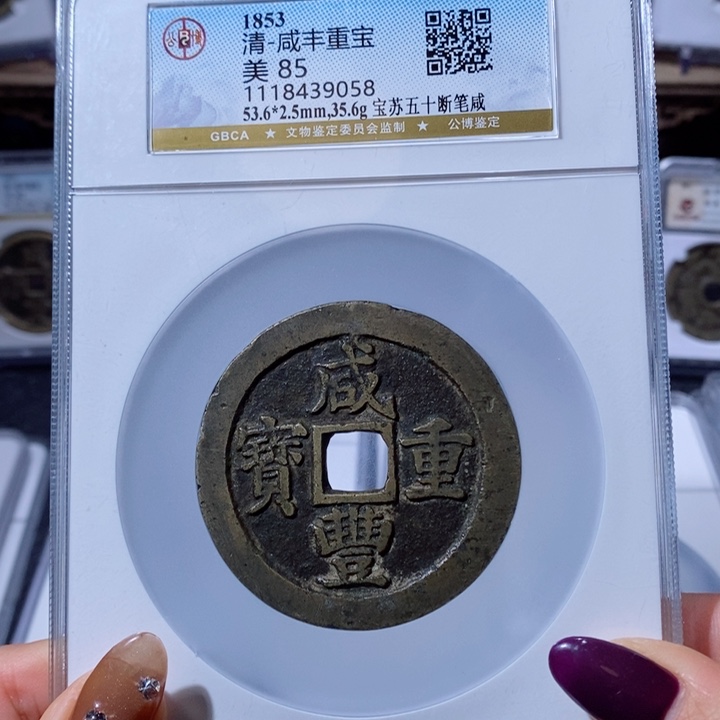 1853
清-咸丰重宝
美 85
1118439058
53.6*2.5mm,35.6g 宝苏五十断笔咸
GBCA ★ 文物鉴定委员会监制 ★ 公博鉴定
咸
寶 重
豐